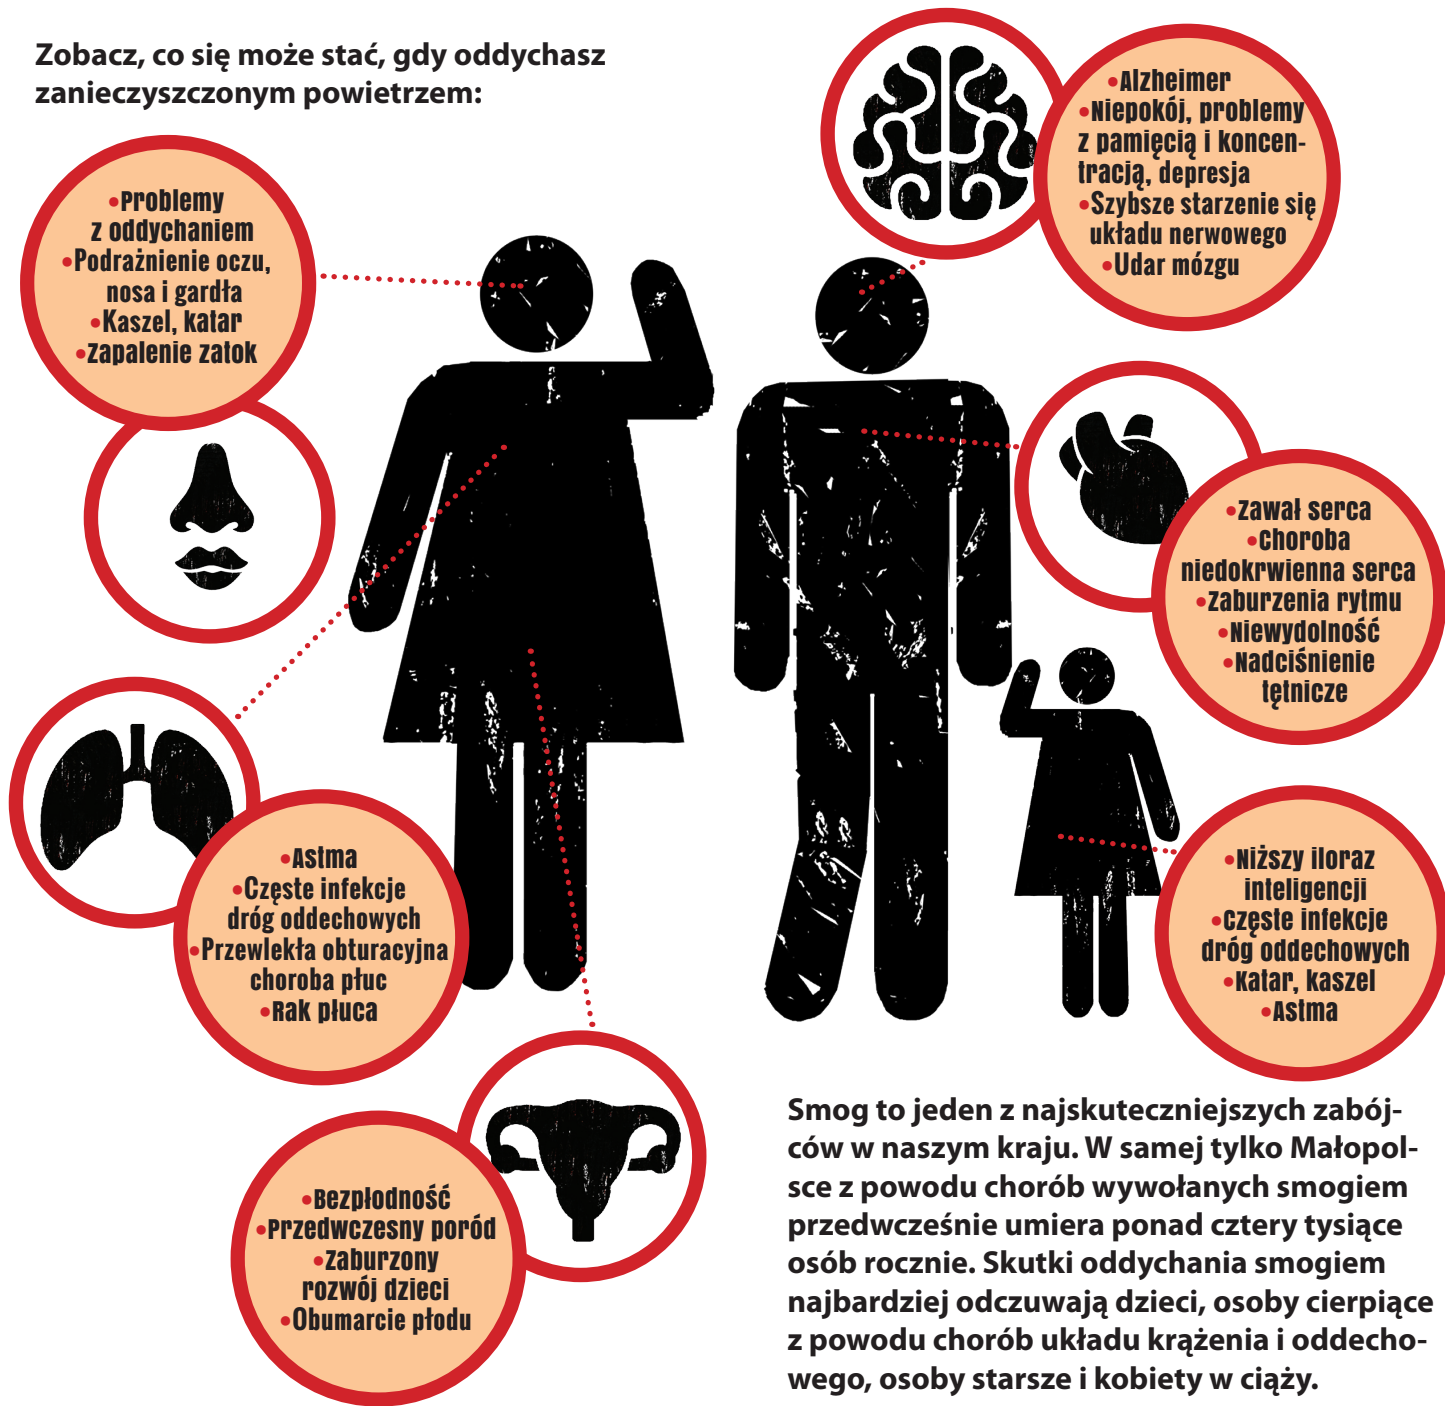 Zobacz, co się może stać, gdy oddychasz
zanieczyszczonym powietrzem:
•Problemy
z oddychaniem
•Podrażnienie oczu,
nosa i gardła
•Kaszel, katar
•Zapalenie zatok
•Alzheimer
•Niepokój, problemy
z pamięcią i koncen-
tracją, depresja
•Szybsze starzenie się
układu nerwowego
•Udar mózgu
•Zawał serca
•Choroba
niedokrwienna serca
•Zaburzenia rytmu
•Niewydolność
•Nadciśnienie
tętnicze
•Astma
•Częste infekcje
dróg oddechowych
•Przewlekła obturacyjna
choroba płuc
•Rak płuca
•Niższy iloraz
inteligencji
•Częste infekcje
dróg oddechowych
•Katar, kaszel
•Astma
•Bezpłodność
•Przedwczesny poród
•Zaburzony
rozwój dzieci
•Obumarcie płodu
Smog to jeden z najskuteczniejszych zabój-
ców w naszym kraju. W samej tylko Małopol-
sce z powodu chorób wywołanych smogiem
przedwcześnie umiera ponad cztery tysiące
osób rocznie. Skutki oddychania smogiem
najbardziej odczuwają dzieci, osoby cierpiące
z powodu chorób układu krążenia i oddecho-
wego, osoby starsze i kobiety w ciąży.